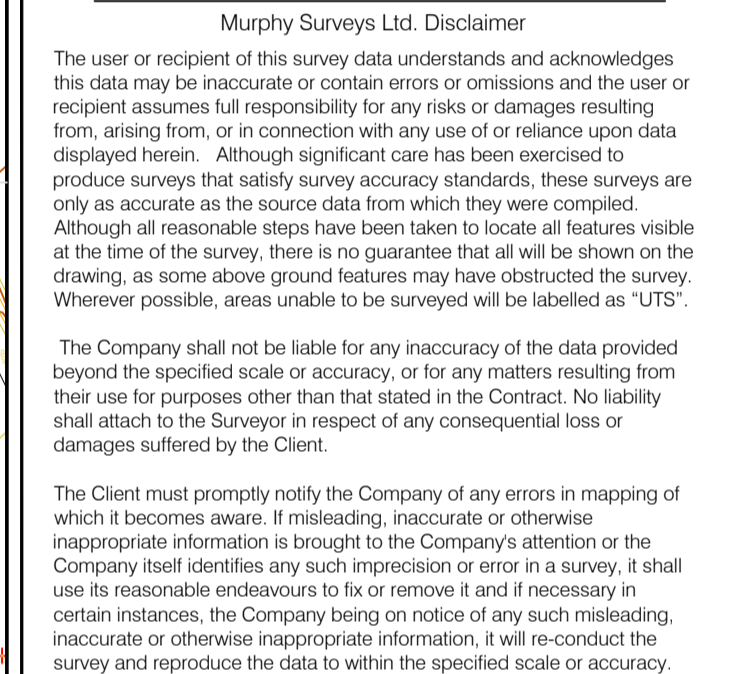 Murphy Surveys Ltd. Disclaimer
The user or recipient of this survey data understands and acknowledges
this data may be inaccurate or contain errors or omissions and the user or
recipient assumes full responsibility for any risks or damages resulting
from, arising from, or in connection with any use of or reliance upon data
displayed herein.   Although significant care has been exercised to
produce surveys that satisfy survey accuracy standards, these surveys are
only as accurate as the source data from which they were compiled.
Although all reasonable steps have been taken to locate all features visible
at the time of the survey, there is no guarantee that all will be shown on the
drawing, as some above ground features may have obstructed the survey.
Wherever possible, areas unable to be surveyed will be labelled as “UTS”.
The Company shall not be liable for any inaccuracy of the data provided
beyond the specified scale or accuracy, or for any matters resulting from
their use for purposes other than that stated in the Contract. No liability
shall attach to the Surveyor in respect of any consequential loss or
damages suffered by the Client.
The Client must promptly notify the Company of any errors in mapping of
which it becomes aware. If misleading, inaccurate or otherwise
inappropriate information is brought to the Company's attention or the
Company itself identifies any such imprecision or error in a survey, it shall
use its reasonable endeavours to fix or remove it and if necessary in
certain instances, the Company being on notice of any such misleading,
inaccurate or otherwise inappropriate information, it will re-conduct the
survey and reproduce the data to within the specified scale or accuracy.